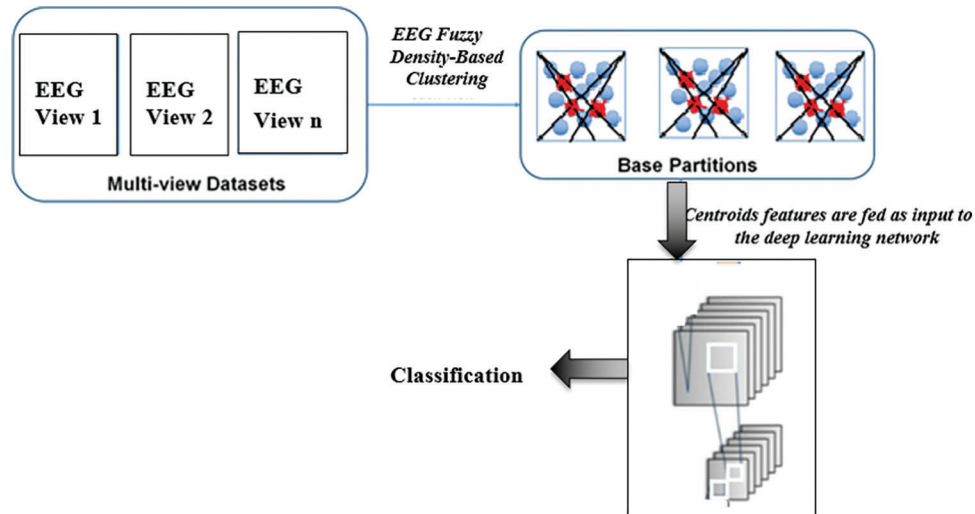 EEG
View 1
EEG
View 2
EEG
View n
Multi-view Datasets
EEG Fuzzy
Density-Based
Clustering
Base Partitions
Centroids features are fed as input to
the deep learning network
Classification